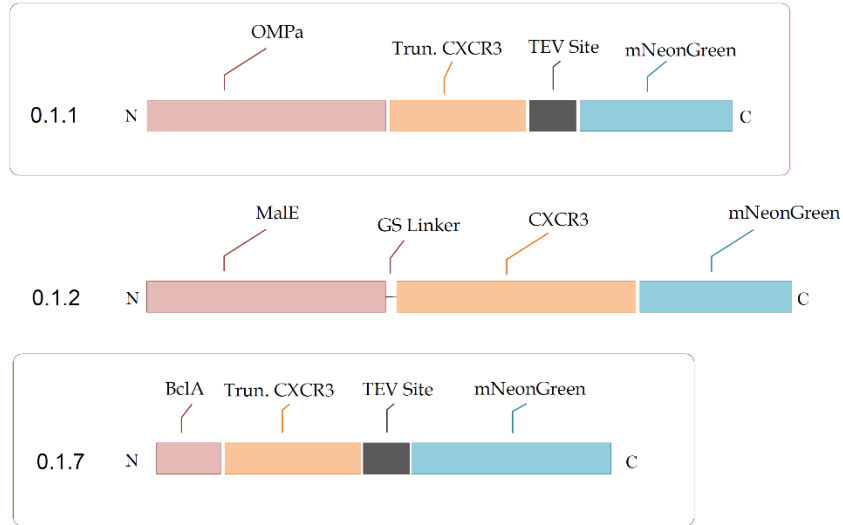 OMPa
Trun. CXCR3
TEV Site
mNeonGreen
0.1.1
N
C
MalE
GS Linker
CXCR3
mNeonGreen
0.1.2
N
C
BclA
Trun. CXCR3
TEV Site
mNeonGreen
0.1.7
N
C